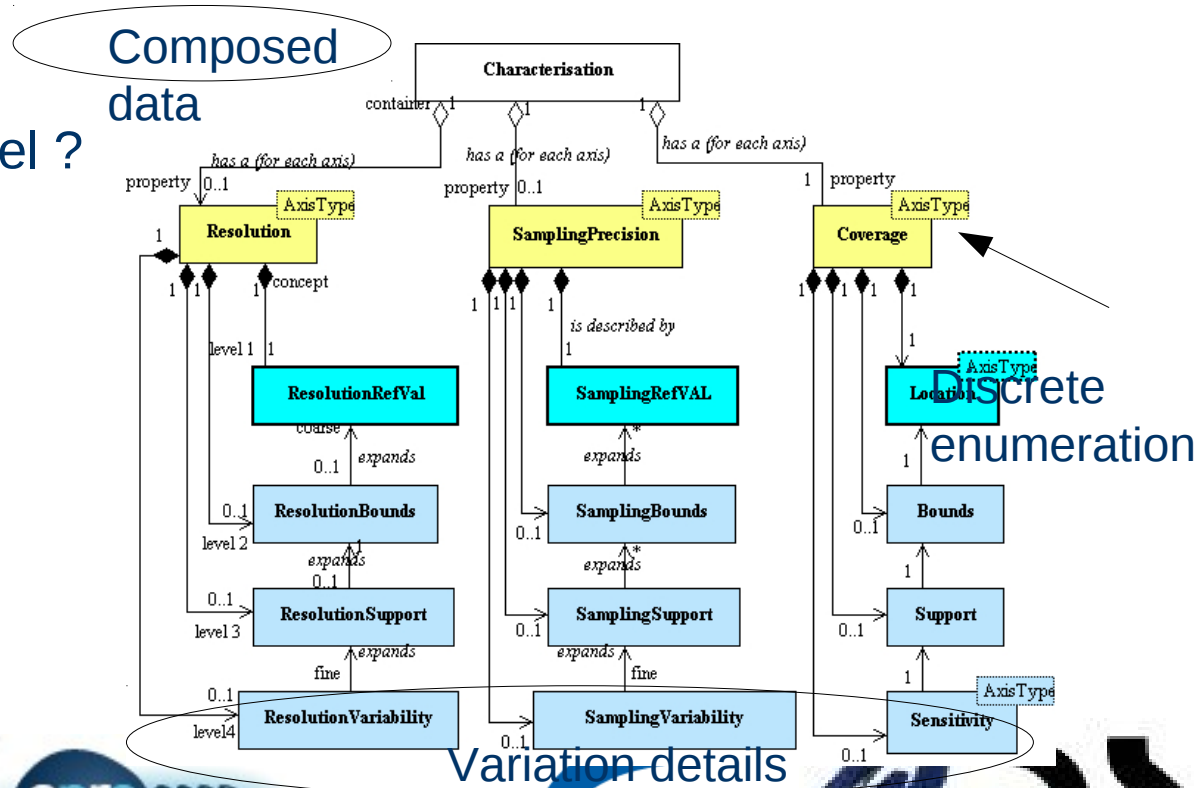 Composed
data
el ?
Characterisation
container 1 1 1
has a (for each axis) has a (for each axis) has a (for each axis)
property 0..1 property 0..1 1 property
AxisType AxisType AxisType
Resolution SamplingPrecision Coverage
1
1 1 1 concept 1 1 1 1 1 1 1 1
is described by
level 1 1 1 1
AxisType
ResolutionRefVal SamplingRefVAL Location
Discrete
enumeration
coarse * 
0..1 expands expands 1
0..1 ResolutionBounds SamplingBounds Bounds
level 2 0..1 0..1
1 *
expands expands 1
0..1
0..1 ResolutionSupport SamplingSupport Support
level 3 0..1 0..1
expands expands
fine fine 1
AxisType
0..1
ResolutionVariability SamplingVariability Sensitivity
level4 0..1 0..1
Variation details